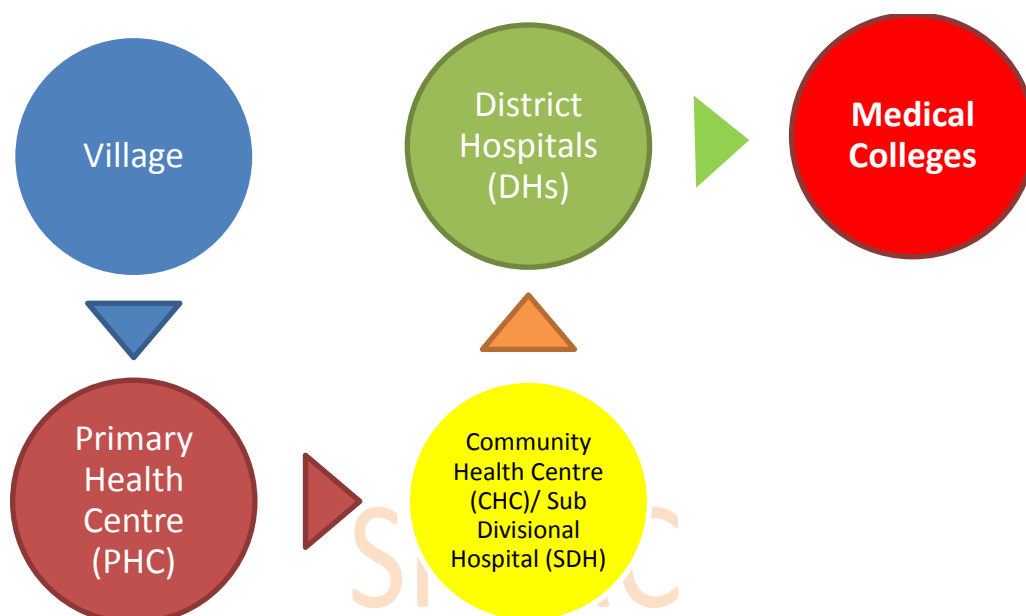 Village
Primary
Health
Centre
(PHC)
Community
Health Centre
(CHC)/ Sub
Divisional
Hospital (SDH)
District
Hospitals
(DHs)
Medical
Colleges